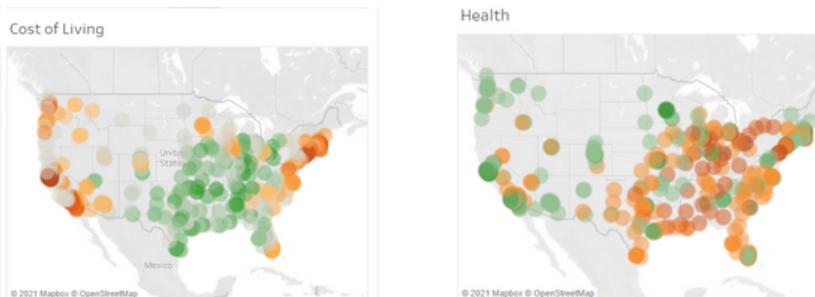 Cost of Living
United
States
Mexico
© 2021 Mapbox © OpenStreetMap
Health
© 2021 Mapbox © OpenStreetMap